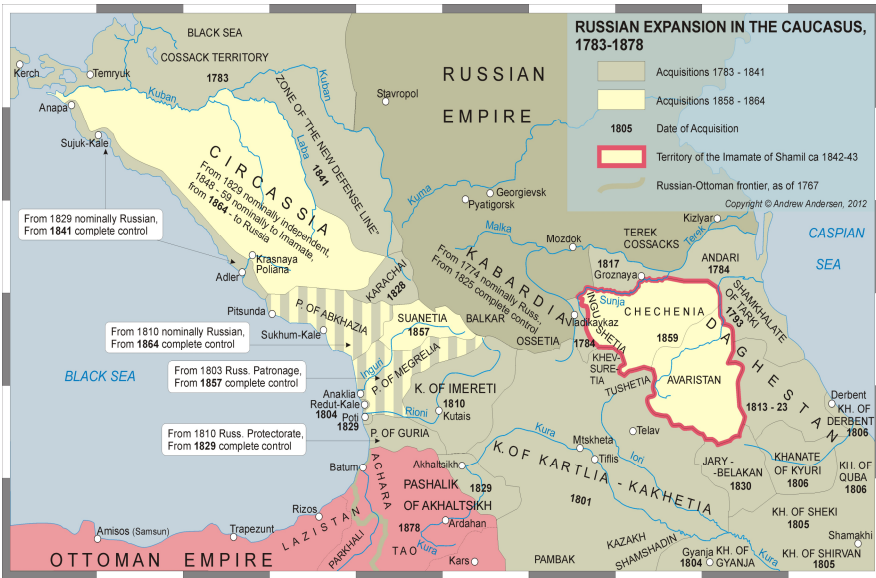 RUSSIAN EXPANSION IN THE CAUCASUS,
1783-1878
Acquisitions 1783 - 1841
Acquisitions 1858 - 1864
1805 Date of Acquisition
Territory of the Imamate of Shamil ca 1842-43
Russian-Ottoman frontier, as of 1767
Copyright © Andrew Andersen, 2012
BLACK SEA
COSSACK TERRITORY
1783
Kerch
Temryuk
Kuban
Kuban
ZONE OF "THE NEW DEFENSE LINE"
1841
Laba
Stavropol
RUSSIAN
EMPIRE
Anapa
Sujuk-Kale
CIRCASSIA
From 1829 nominally independent,
1848 - 59 nominally to Imamate,
from 1864 - to Russia
From 1829 nominally Russian,
From 1841 complete control
Kuma
Georgievsk
Pyatigorsk
Malka
Mozdok
TEREK
COSSACKS
Kizlyar
Terek
CASPIAN
SEA
KABARDIA
From 1774 nominally Russ.,
From 1825 complete control
1817
Groznaya
ANDARI
1784
SHAMKHALATE
OF TARKI
1793
Krasnaya
Poliana
Adler
KARACHAI
1828
Pitsunda
P. OF ABKHAZIA
Sukhum-Kale
SUANETIA
1857
BALKAR
OSSETIA
Vladikavkaz
1784
INGUSHETIA
Sunja
CHECHENIA
1859
DAGHESTAN
1813 - 23
KHEV-
SURE-
TIA
TUSHETIA
AVARISTAN
From 1810 nominally Russian,
From 1864 complete control
From 1803 Russ. Patronage,
From 1857 complete control
BLACK SEA
Inguri
P. OF MEGRELIA
K. OF IMERETI
1810
Kutais
Rioni
Anaklia
Redut-Kale
1804
Poti
1829
From 1810 Russ. Protectorate,
From 1829 complete control
P. OF GURIA
Derbent
KH. OF
DERBENT
1806
Telav
Kura
Iori
Mtskheta
Tiflis
K. OF KARTLIA - KAKHETIA
1801
JARY -
-BELAKAN
1830
KHANATE
OF KYURI
1806
KII. OF
QUBA
1806
Batum
ACHARA
Akhaltsikh
1829
PASHALIK
OF AKHALTSIKH
1878
Ardahan
Kura
TAO
Kars
PARKHALI
LAZISTAN
Rizos
Trapezunt
Amisos (Samsun)
OTTOMAN EMPIRE
KH. OF SHEKI
1805
Shamakhi
KH. OF SHIRVAN
1805
Kura
PAMBAK
KAZAKH
SHAMSHADIN
Gyanja
1804
KH. OF
GYANJA